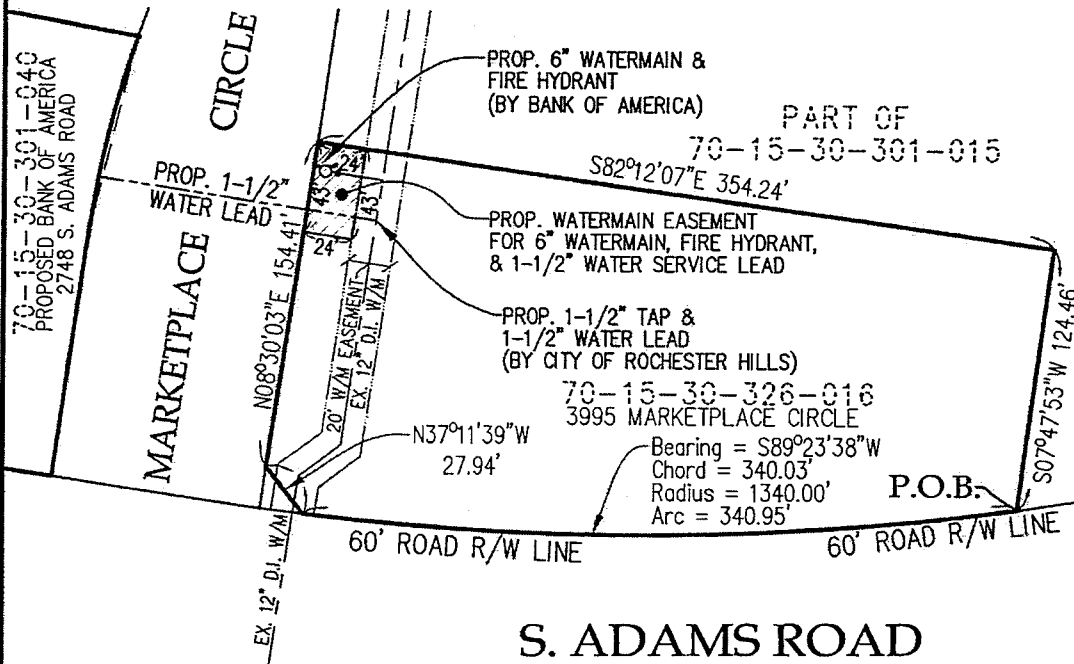 70-15-30-301-040
PROPOSED BANK OF AMERICA
2748 S. ADAMS ROAD
MARKETPLACE CIRCLE
PROP. 1-1/2"
WATER LEAD
PROP. 6" WATERMAIN &
FIRE HYDRANT
(BY BANK OF AMERICA)
PART OF
70-15-30-301-015
S82°12'07"E 354.24'
24'
43'
43'
24'
PROP. WATERMAIN EASEMENT
FOR 6" WATERMAIN, FIRE HYDRANT,
& 1-1/2" WATER SERVICE LEAD
N08°30'03"E 154.41'
20' W/M EASEMENT
EX. 12" D.I. W/M
PROP. 1-1/2" TAP &
1-1/2" WATER LEAD
(BY CITY OF ROCHESTER HILLS)
70-15-30-326-016
3995 MARKETPLACE CIRCLE
S07°47'53"W 124.46'
N37°11'39"W
27.94'
Bearing = S89°23'38"W
Chord = 340.03'
Radius = 1340.00'
Arc = 340.95'
P.O.B.
60' ROAD R/W LINE
60' ROAD R/W LINE
EX. 12" D.I. W/M
S. ADAMS ROAD